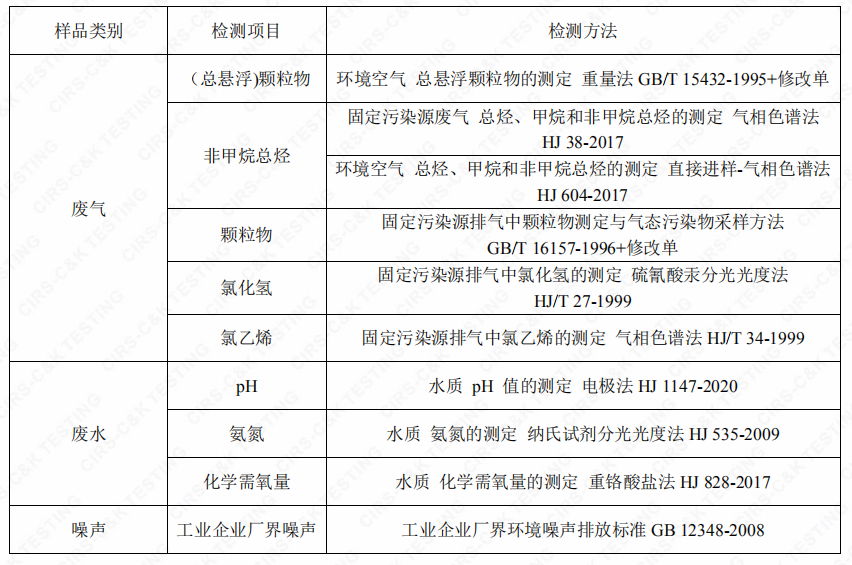 样品类别 检测项目 检测方法
（总悬浮)颗粒物 环境空气 总悬浮颗粒物的测定 重量法 GB/T 15432-1995+修改单
固定污染源废气 总烃、甲烷和非甲烷总烃的测定 气相色谱法
HJ 38-2017
非甲烷总烃
环境空气 总烃、甲烷和非甲烷总烃的测定 直接进样-气相色谱法
HJ 604-2017
废气
颗粒物
固定污染源排气中颗粒物测定与气态污染物采样方法
GB/T 16157-1996+修改单
氯化氢
固定污染源排气中氯化氢的测定 硫氰酸汞分光光度法
HJ/T 27-1999
氯乙烯 固定污染源排气中氯乙烯的测定 气相色谱法 HJ/T 34-1999
pH 水质 pH 值的测定 电极法 HJ 1147-2020
废水 氨氮 水质 氨氮的测定 纳氏试剂分光光度法 HJ 535-2009
化学需氧量 水质 化学需氧量的测定 重铬酸盐法 HJ 828-2017
噪声 工业企业厂界噪声 工业企业厂界环境噪声排放标准 GB 12348-2008
CIRS-C&K TESTING